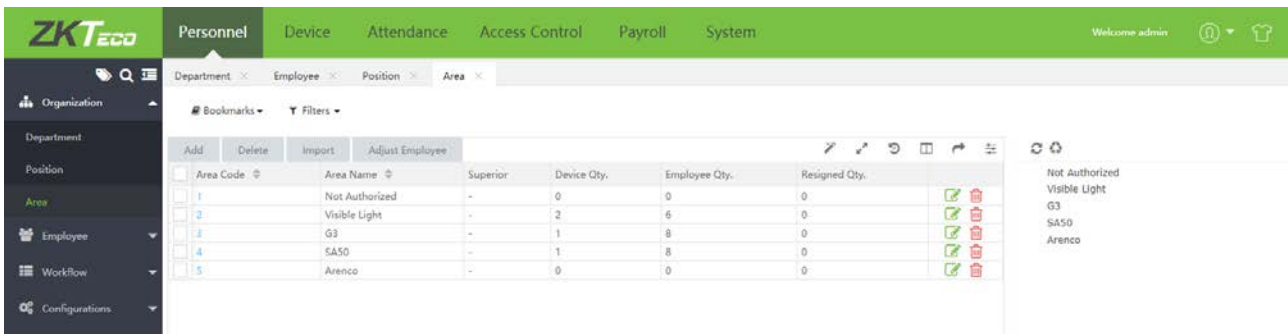 ZKTeco Personnel Device Attendance Access Control Payroll System Welcome admin
Department × Employee × Position × Area ×
Organization
Bookmarks Filters
Department
Add Delete Import Adjust Employee
Position
Area Code Area Name Superior Device Qty. Employee Qty. Resigned Qty.
Area
1 Not Authorized - 0 0 0
2 Visible Light - 2 6 0
3 G3 - 1 8 0
4 SA50 - 1 8 0
5 Arenco - 0 0 0
Employee
Workflow
Configurations
Not Authorized
Visible Light
G3
SA50
Arenco